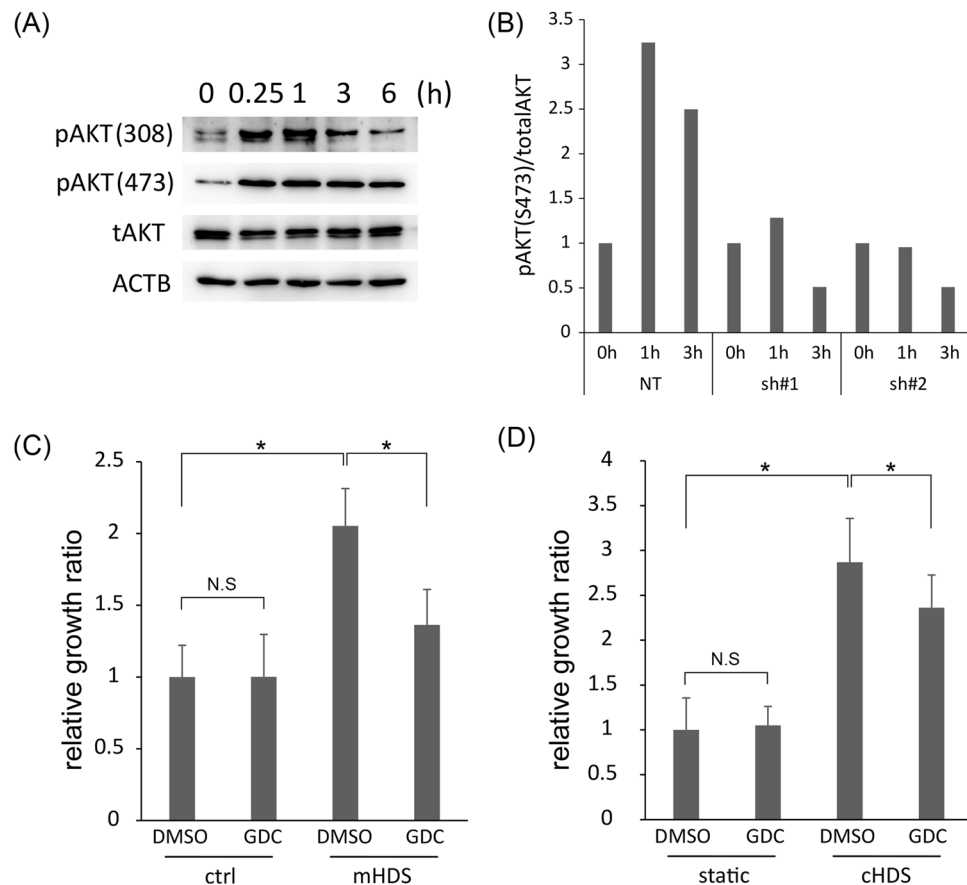 (A)
0 0.25 1 3 6 (h)
pAKT(308)
pAKT(473)
tAKT
ACTB
(B)
pAKT(S473)/totalAKT
3.5
3
2.5
2
1.5
1
0.5
0
0h 1h 3h 0h 1h 3h 0h 1h 3h
NT sh#1 sh#2
(C)
relative growth ratio
2.5
2
1.5
1
0.5
0
* *
N.S
DMSO GDC DMSO GDC
ctrl mHDS
(D)
relative growth ratio
4
3.5
3
2.5
2
1.5
1
0.5
0
* *
N.S
DMSO GDC DMSO GDC
static cHDS